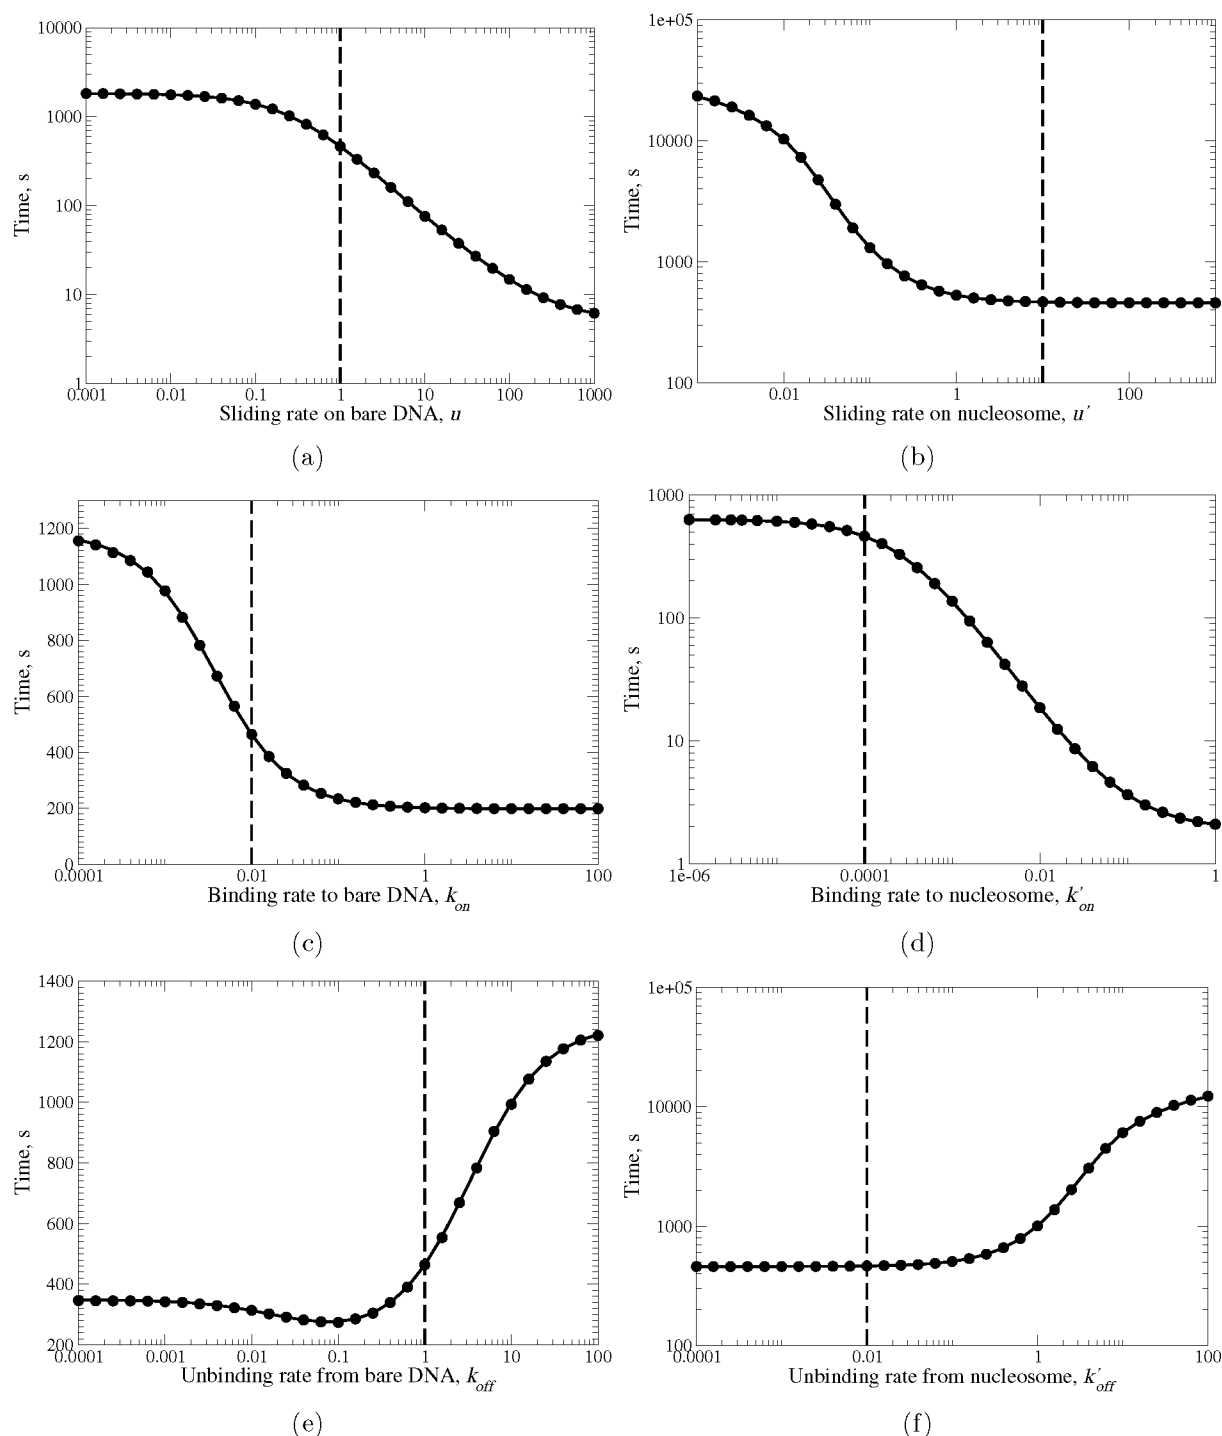 10000
1000
100
10
1
Time, s
0.001 0.01 0.1 1 10 100 1000
Sliding rate on bare DNA, u
(a)
1e+05
10000
1000
100
Time, s
0.01 1 100
Sliding rate on nucleosome, u′
(b)
1200
1000
800
600
400
200
0
Time, s
0.0001 0.01 1 100
Binding rate to bare DNA, k_on
(c)
1000
100
10
1
Time, s
1e-06 0.0001 0.01 1
Binding rate to nucleosome, k′_on
(d)
1400
1200
1000
800
600
400
200
Time, s
0.0001 0.001 0.01 0.1 1 10 100
Unbinding rate from bare DNA, k_off
(e)
1e+05
10000
1000
100
Time, s
0.0001 0.01 1 100
Unbinding rate from nucleosome, k′_off
(f)